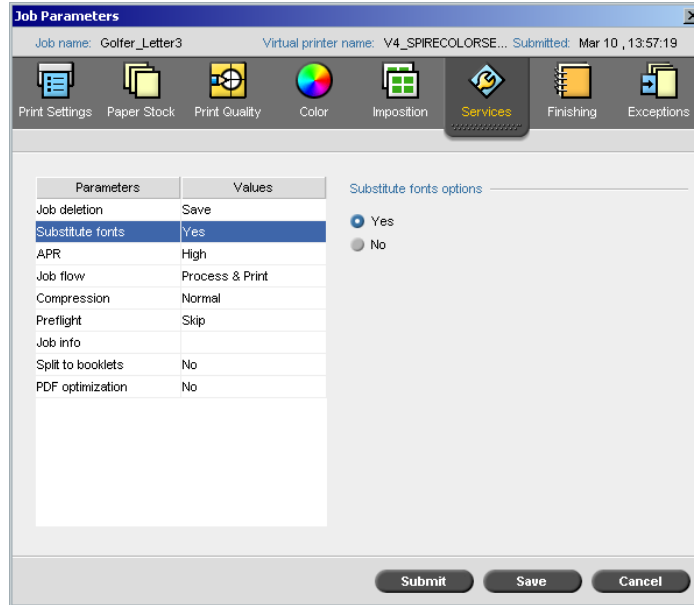 Job Parameters
Job name: Golfer_Letter3 Virtual printer name: V4_SPIRECOLORSE... Submitted: Mar 10 , 13:57:19
Print Settings Paper Stock Print Quality Color Imposition Services Finishing Exceptions
Parameters Values Substitute fonts options
Job deletion Save
Substitute fonts Yes Yes
APR High No
Job flow Process & Print
Compression Normal
Preflight Skip
Job info
Split to booklets No
PDF optimization No
Submit Save Cancel